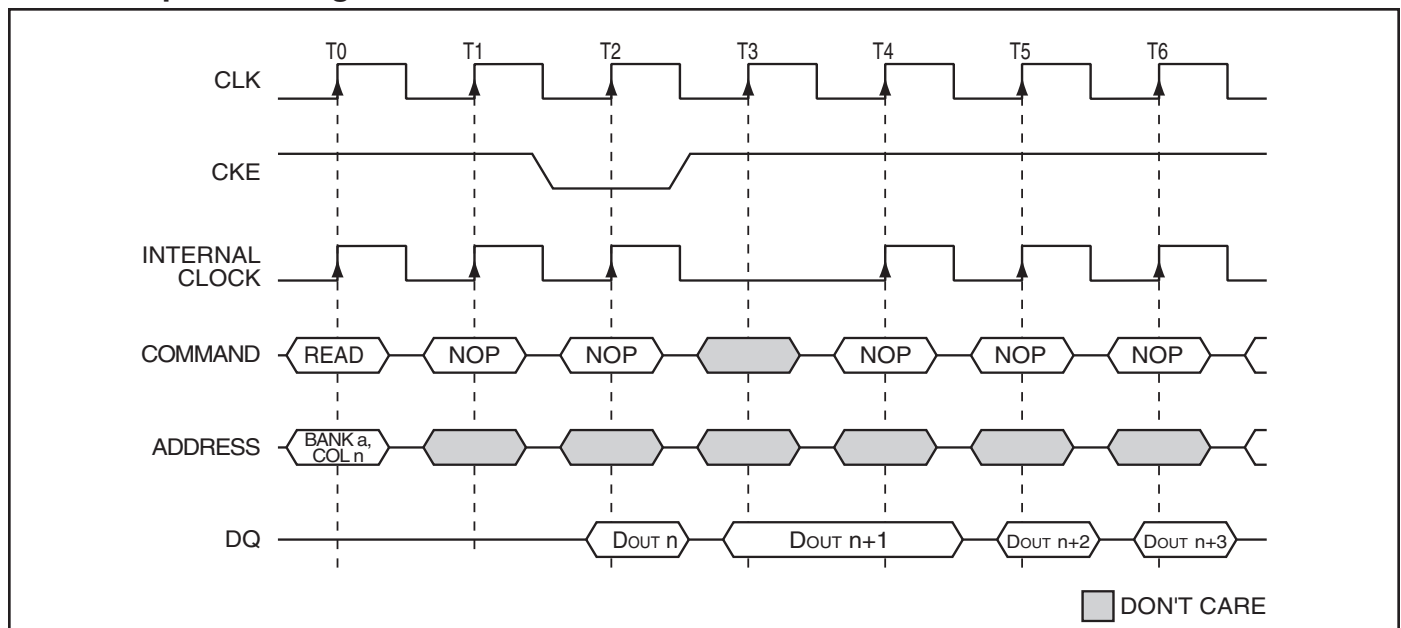 T0 T1 T2 T3 T4 T5 T6
CLK
CKE
INTERNAL
CLOCK
COMMAND READ NOP NOP NOP NOP NOP
ADDRESS BANK a,
COL n
DQ DOUT n DOUT n+1 DOUT n+2 DOUT n+3
DON'T CARE